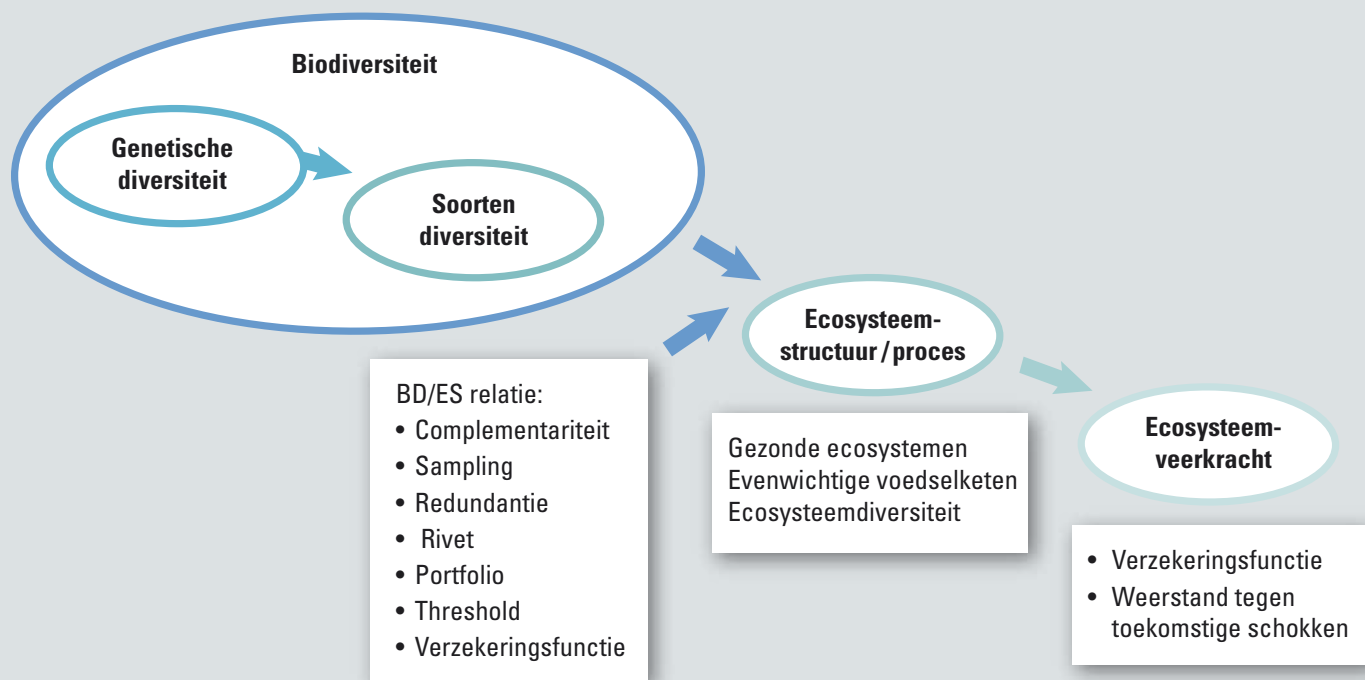 Biodiversiteit
Genetische
diversiteit
Soorten
diversiteit
Ecosysteem-
structuur / proces
BD/ES relatie:
• Complementariteit
• Sampling
• Redundantie
• Rivet
• Portfolio
• Threshold
• Verzekeringsfunctie
Gezonde ecosystemen
Evenwichtige voedselketen
Ecosysteemdiversiteit
Ecosysteem-
veerkracht
• Verzekeringsfunctie
• Weerstand tegen
toekomstige schokken